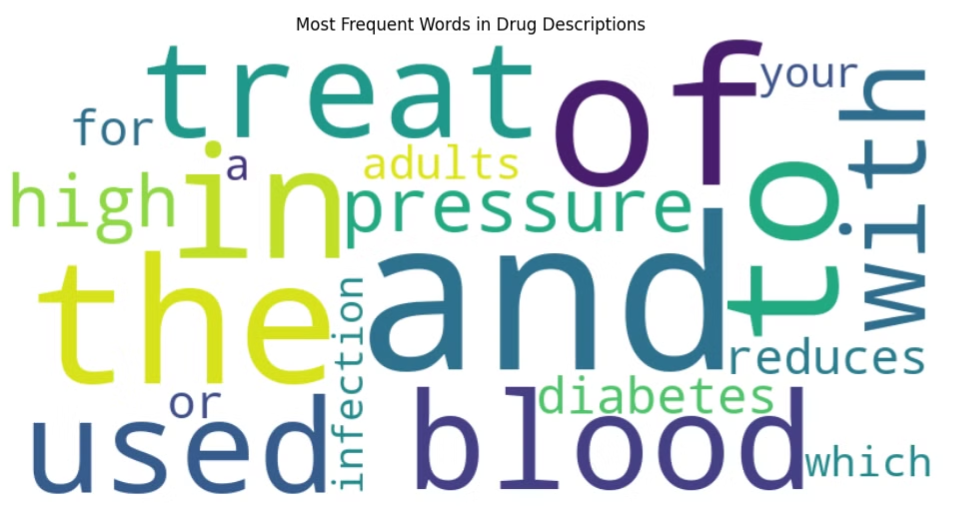 Most Frequent Words in Drug Descriptions
treat
of
your
for
a
adults
with
high
in
pressure
to
the
and
infection
reduces
or
diabetes
used
blood
which